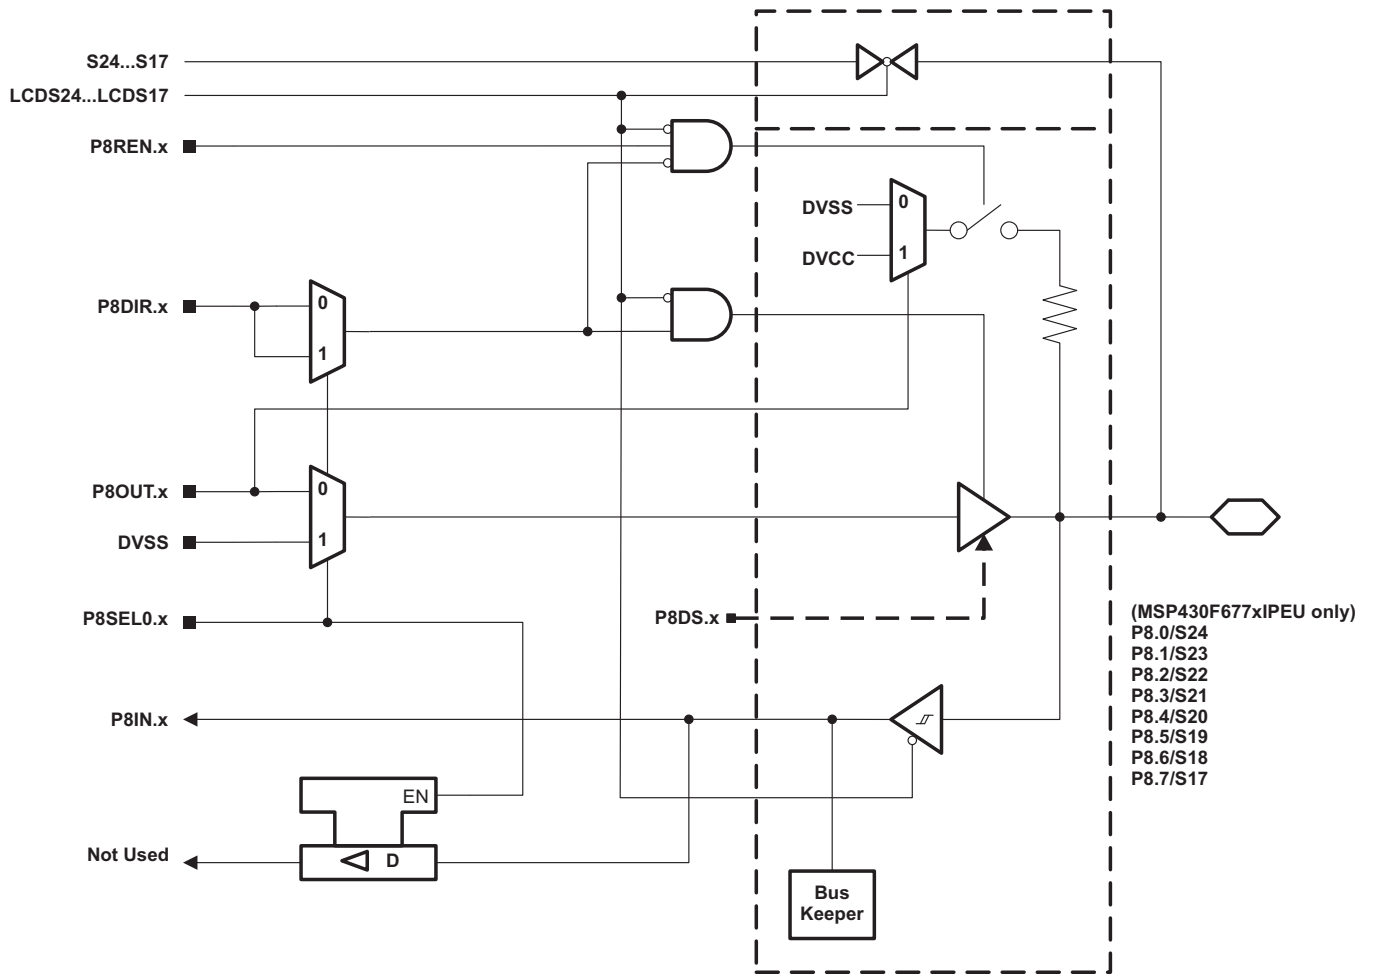 S24...S17
LCDS24...LCDS17
P8REN.x
DVSS
0
DVCC
1
P8DIR.x
0
1
P8OUT.x
0
DVSS
1
P8SEL0.x
P8DS.x
(MSP430F677xIPEU only)
P8.0/S24
P8.1/S23
P8.2/S22
P8.3/S21
P8.4/S20
P8.5/S19
P8.6/S18
P8.7/S17
P8IN.x
EN
Not Used
D
Bus
Keeper